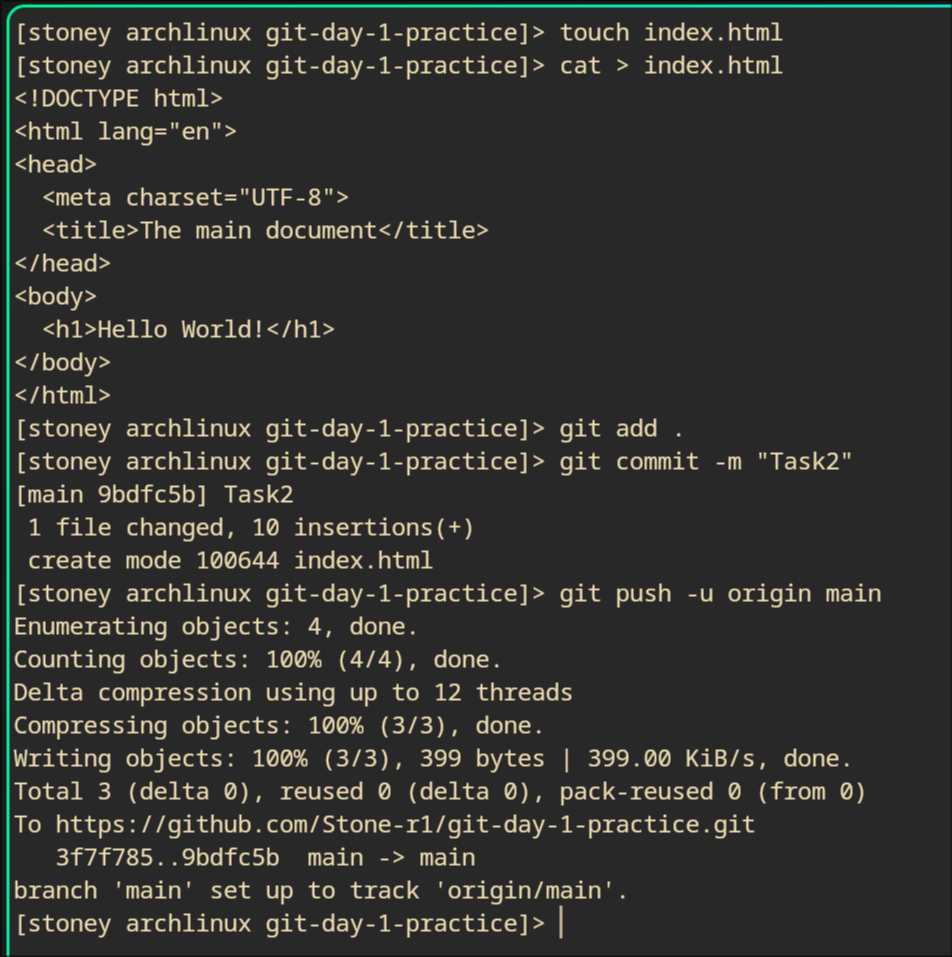 [stoney archlinux git-day-1-practice]> touch index.html
[stoney archlinux git-day-1-practice]> cat > index.html
<!DOCTYPE html>
<html lang="en">
<head>
  <meta charset="UTF-8">
  <title>The main document</title>
</head>
<body>
  <h1>Hello World!</h1>
</body>
</html>
[stoney archlinux git-day-1-practice]> git add .
[stoney archlinux git-day-1-practice]> git commit -m "Task2"
[main 9bdfc5b] Task2
 1 file changed, 10 insertions(+)
 create mode 100644 index.html
[stoney archlinux git-day-1-practice]> git push -u origin main
Enumerating objects: 4, done.
Counting objects: 100% (4/4), done.
Delta compression using up to 12 threads
Compressing objects: 100% (3/3), done.
Writing objects: 100% (3/3), 399 bytes | 399.00 KiB/s, done.
Total 3 (delta 0), reused 0 (delta 0), pack-reused 0 (from 0)
To https://github.com/Stone-r1/git-day-1-practice.git
   3f7f785..9bdfc5b  main -> main
branch 'main' set up to track 'origin/main'.
[stoney archlinux git-day-1-practice]>